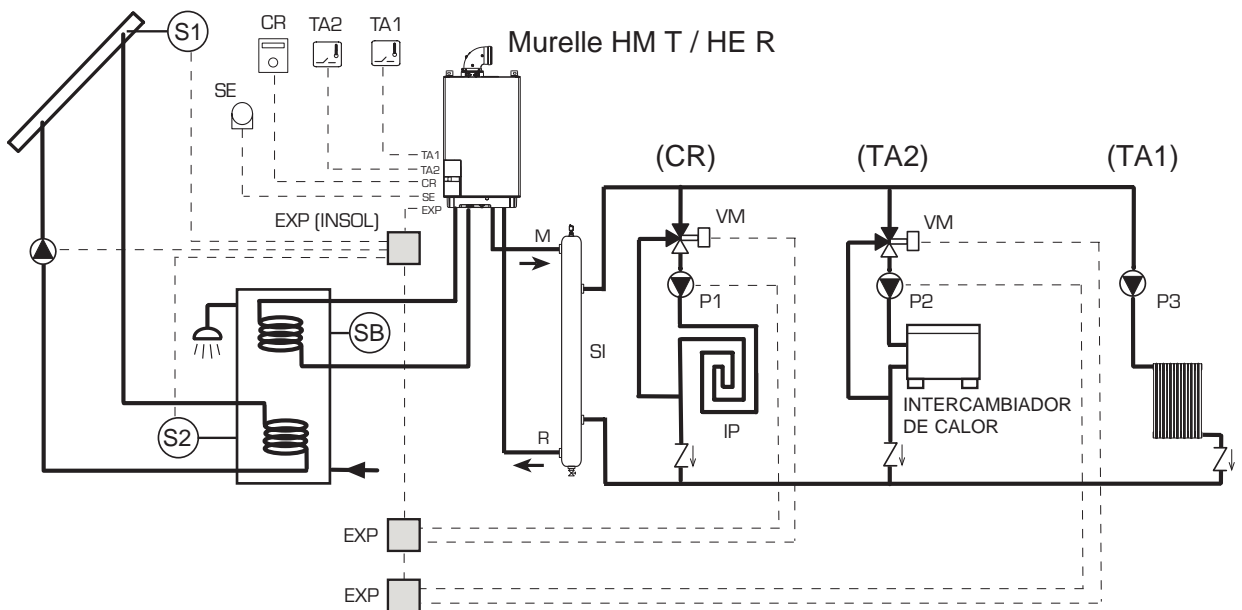 S1
CR
TA2
TA1
Murelle HM T / HE R
SE
TA1
TA2
CR
SE
EXP
(CR)
(TA2)
(TA1)
EXP (INSOL)
M
VM
VM
P1
P2
P3
SB
SI
S2
R
IP
INTERCAMBIADOR
DE CALOR
EXP
EXP